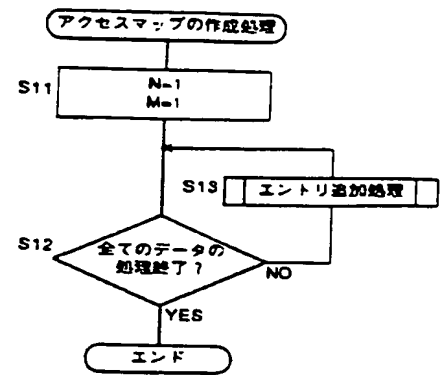 アクセスマップの作成処理
S11
N=1
M=1
S13
エントリ追加処理
S12
全てのデータの
処理終了？
NO
YES
エンド